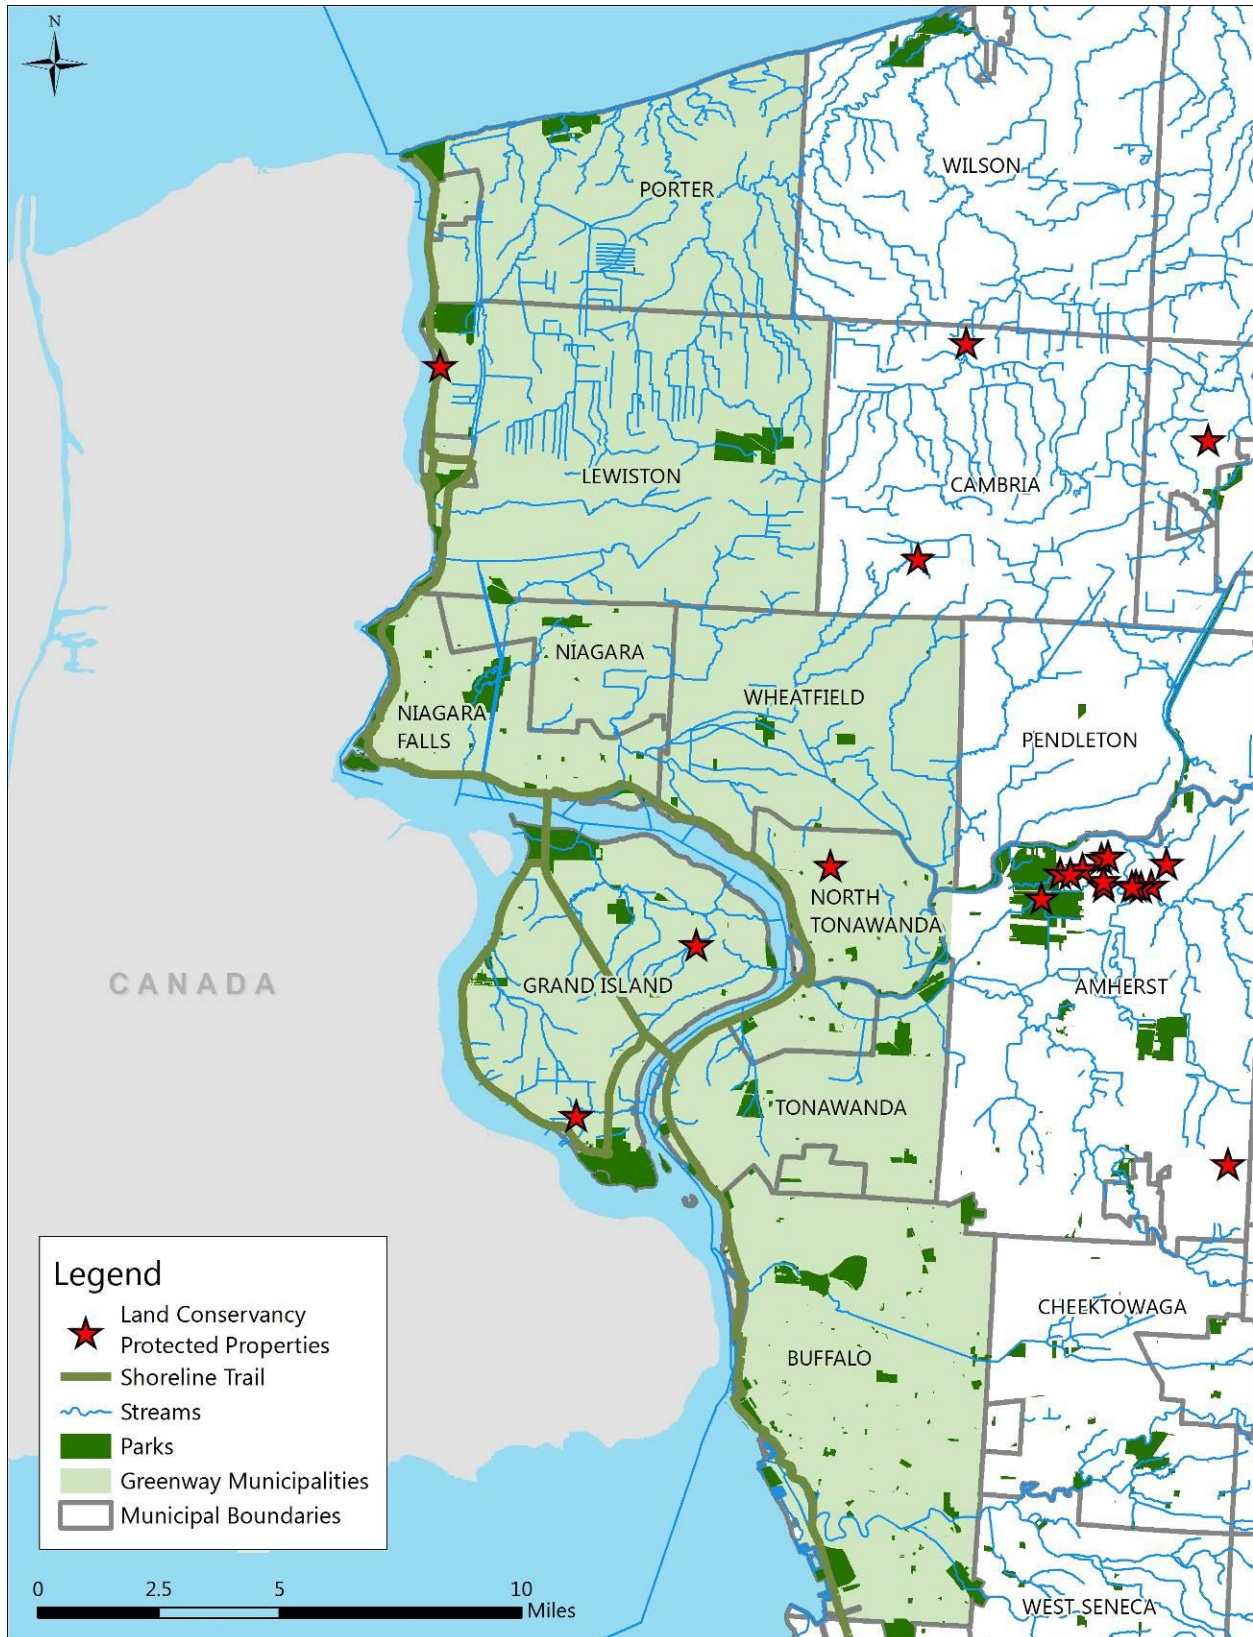 N
WILSON
PORTER
LEWISTON
CAMBRIA
NIAGARA
WHEATFIELD
NIAGARA
FALLS
PENDLETON
NORTH
TONAWANDA
CANADA
GRAND ISLAND
AMHERST
TONAWANDA
Legend
Land Conservancy
Protected Properties
Shoreline Trail
Streams
Parks
Greenway Municipalities
Municipal Boundaries
CHEEKTOWAGA
BUFFALO
0 2.5 5 10
Miles
WEST SENECA